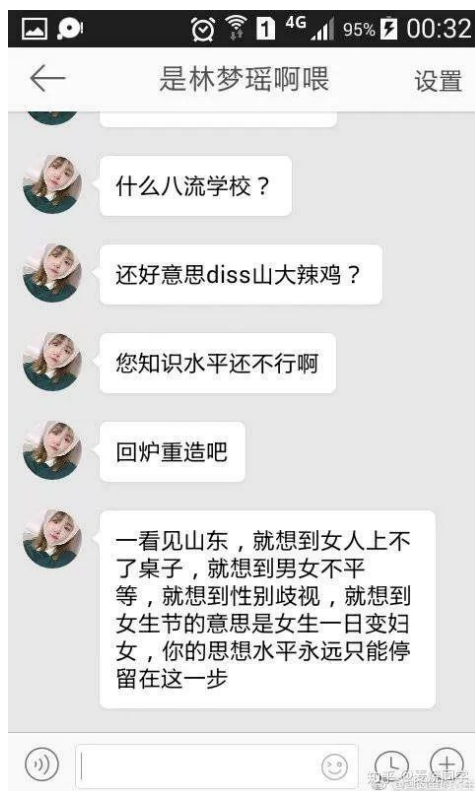 1 4G 95% 00:32
是林梦瑶啊喂 设置
什么八流学校？
还好意思diss山大辣鸡？
您知识水平还不行啊
回炉重造吧
一看见山东，就想到女人上不
了桌子，就想到男女不平
等，就想到性别歧视，就想到
女生节的意思是女生一日变妇
女，你的思想水平永远只能停
留在这一步
知乎